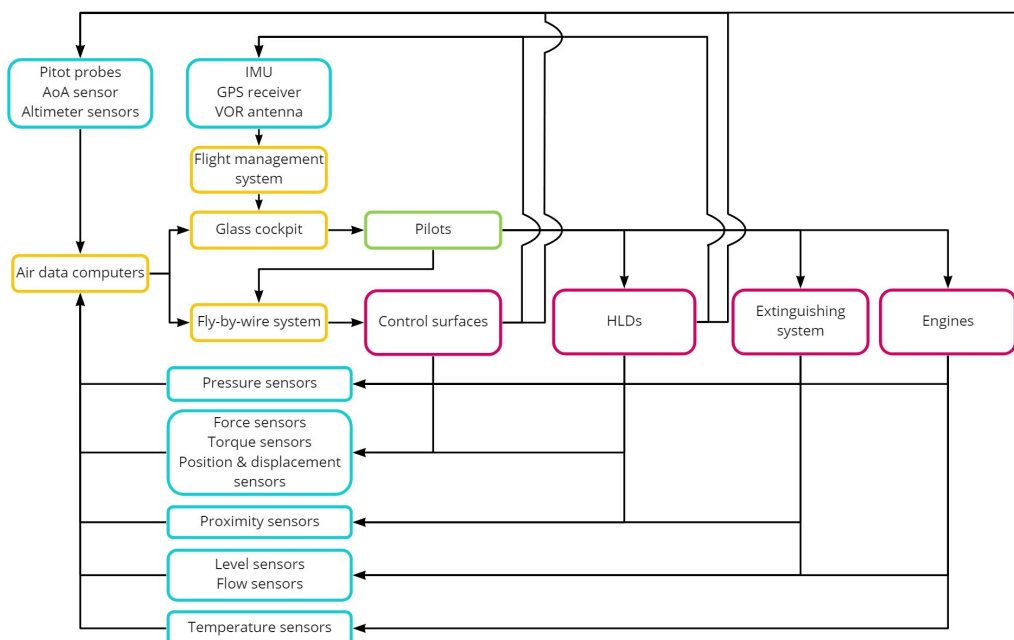 Pitot probes
AoA sensor
Altimeter sensors
IMU
GPS receiver
VOR antenna
Flight management
system
Glass cockpit
Pilots
Air data computers
Fly-by-wire system
Control surfaces
HLDs
Extinguishing
system
Engines
Pressure sensors
Force sensors
Torque sensors
Position & displacement
sensors
Proximity sensors
Level sensors
Flow sensors
Temperature sensors